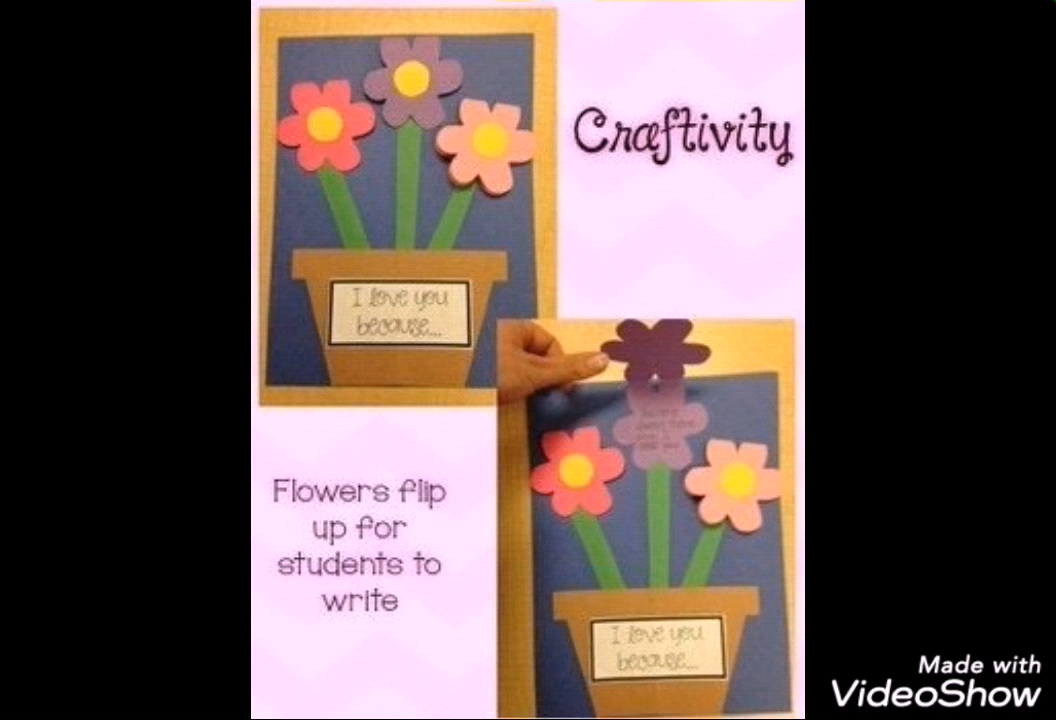 Craftivity
I love you
because...
Flowers flip
up for
students to
write
I love you
because...
Made with
VideoShow